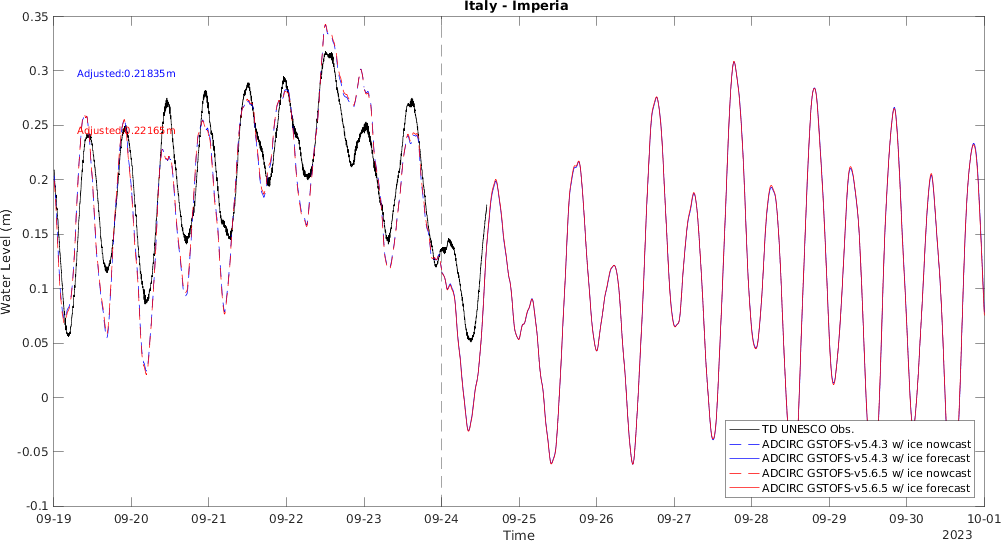 Italy - Imperia
0.35
0.3
0.25
0.2
0.15
0.1
0.05
0
-0.05
-0.1
Water Level (m)
Adjusted:0.21835m
Adjusted:0.22165m
TD UNESCO Obs.
ADCIRC GSTOFS-v5.4.3 w/ ice nowcast
ADCIRC GSTOFS-v5.4.3 w/ ice forecast
ADCIRC GSTOFS-v5.6.5 w/ ice nowcast
ADCIRC GSTOFS-v5.6.5 w/ ice forecast
09-19 09-20 09-21 09-22 09-23 09-24 09-25 09-26 09-27 09-28 09-29 09-30 10-01
Time
2023